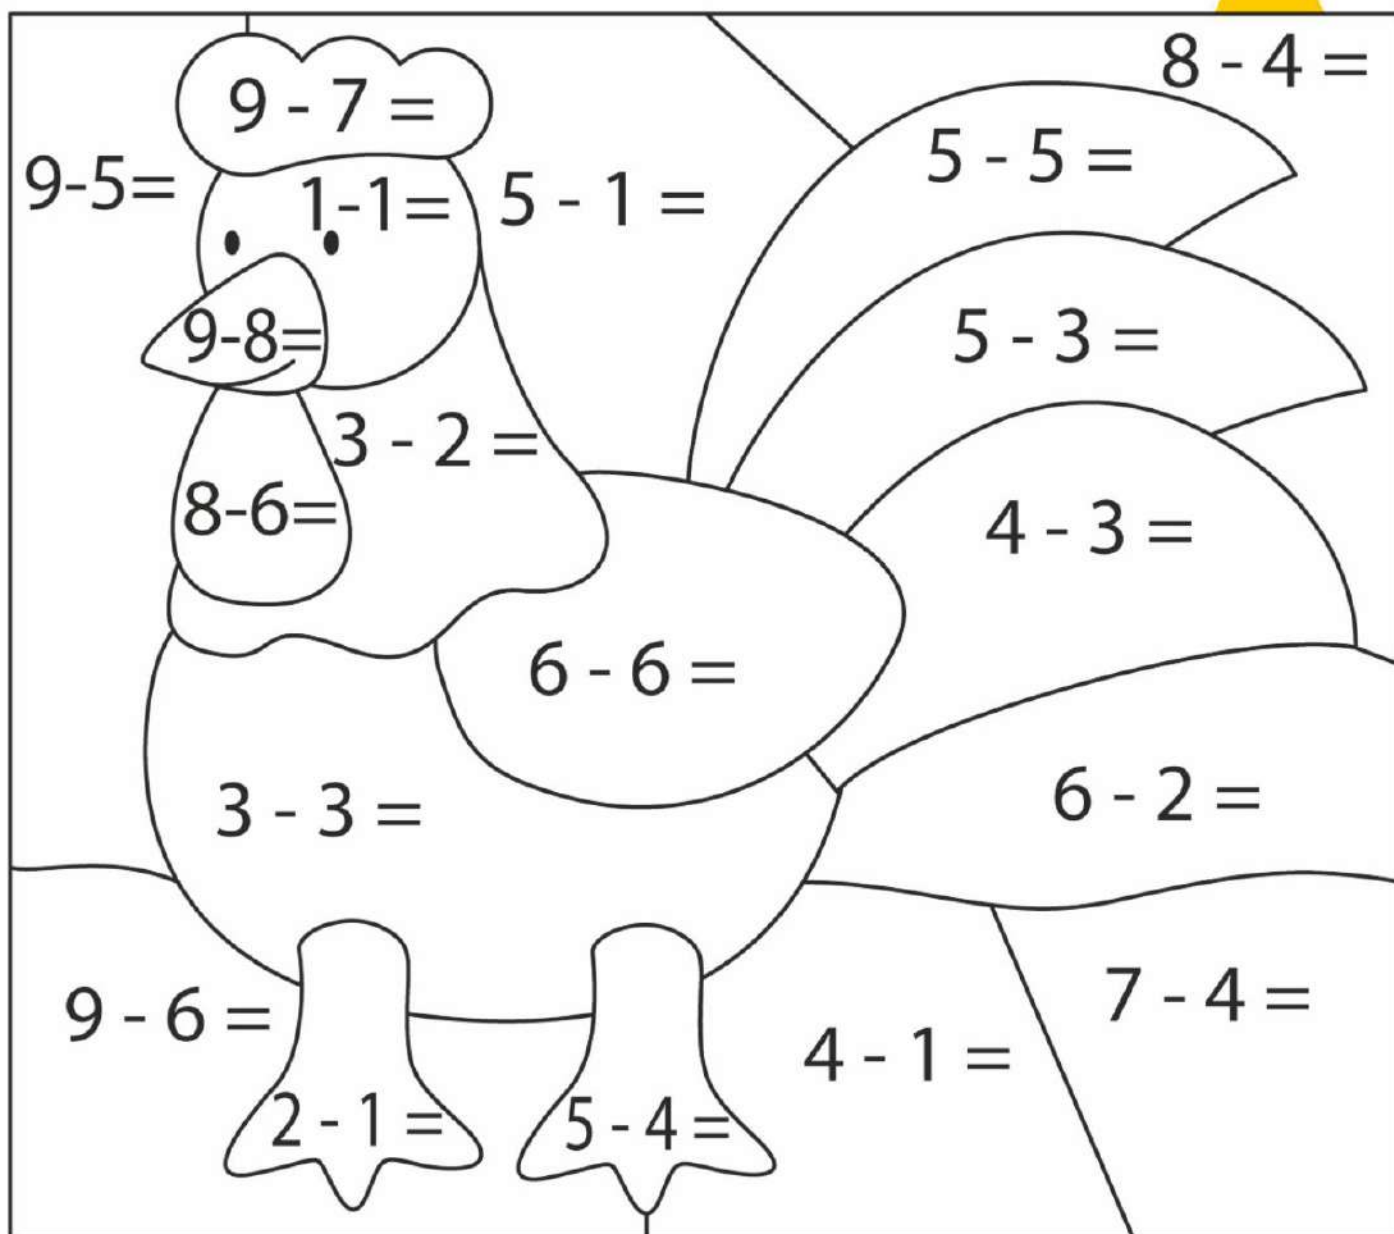 8 - 4 =
9 - 7 =
5 - 5 =
9-5=
1-1=
5 - 1 =
9-8=
5 - 3 =
3 - 2 =
8-6=
4 - 3 =
6 - 6 =
3 - 3 =
6 - 2 =
9 - 6 =
7 - 4 =
4 - 1 =
2 - 1 =
5 - 4 =